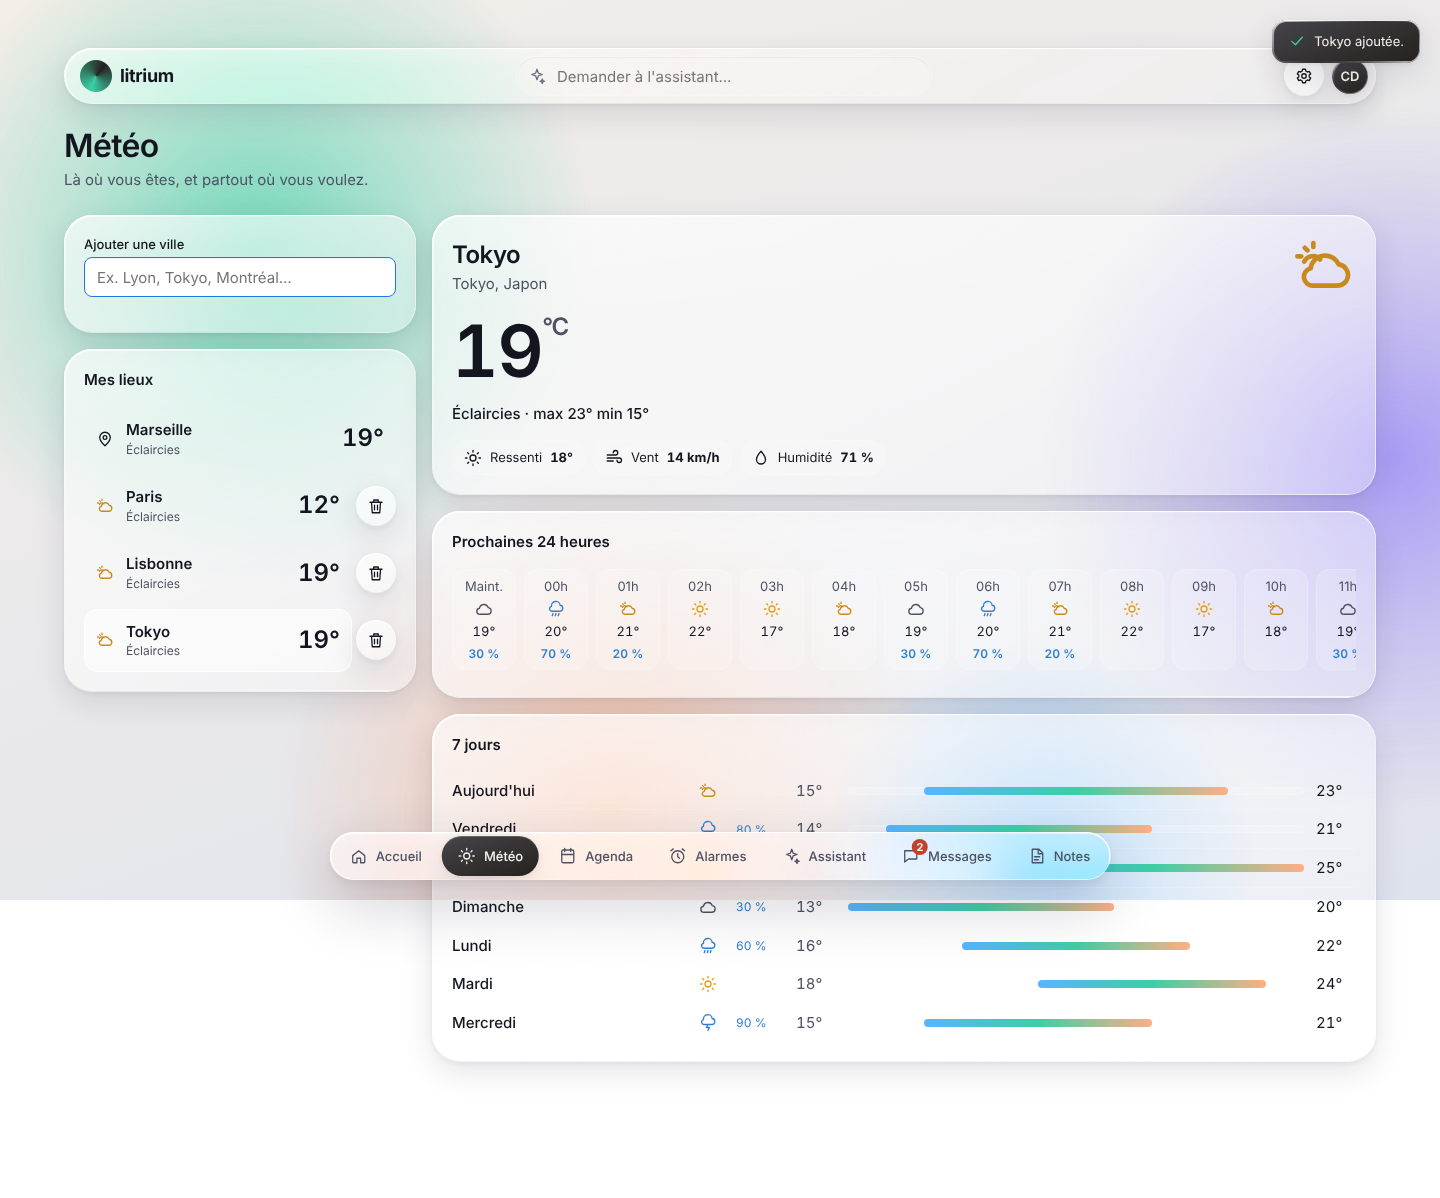 Tokyo ajoutée.
litrium
Demander à l'assistant...
CD
Météo
Là où vous êtes, et partout où vous voulez.
Ajouter une ville
Ex. Lyon, Tokyo, Montréal...
Mes lieux
Marseille
Éclaircies
19°
Paris
Éclaircies
12°
Lisbonne
Éclaircies
19°
Tokyo
Éclaircies
19°
Tokyo
Tokyo, Japon
19°C
Éclaircies · max 23° min 15°
Ressenti 18° Vent 14 km/h Humidité 71 %
Prochaines 24 heures
Maint. 00h 01h 02h 03h 04h 05h 06h 07h 08h 09h 10h 11h
19° 20° 21° 22° 17° 18° 19° 20° 21° 22° 17° 18° 19°
30 % 70 % 20 % 30 % 70 % 20 % 30 %
7 jours
Aujourd'hui 15° 23°
Vendredi 80 % 14° 21°
25°
Dimanche 30 % 13° 20°
Lundi 60 % 16° 22°
Mardi 18° 24°
Mercredi 90 % 15° 21°
Accueil Météo Agenda Alarmes Assistant 2 Messages Notes